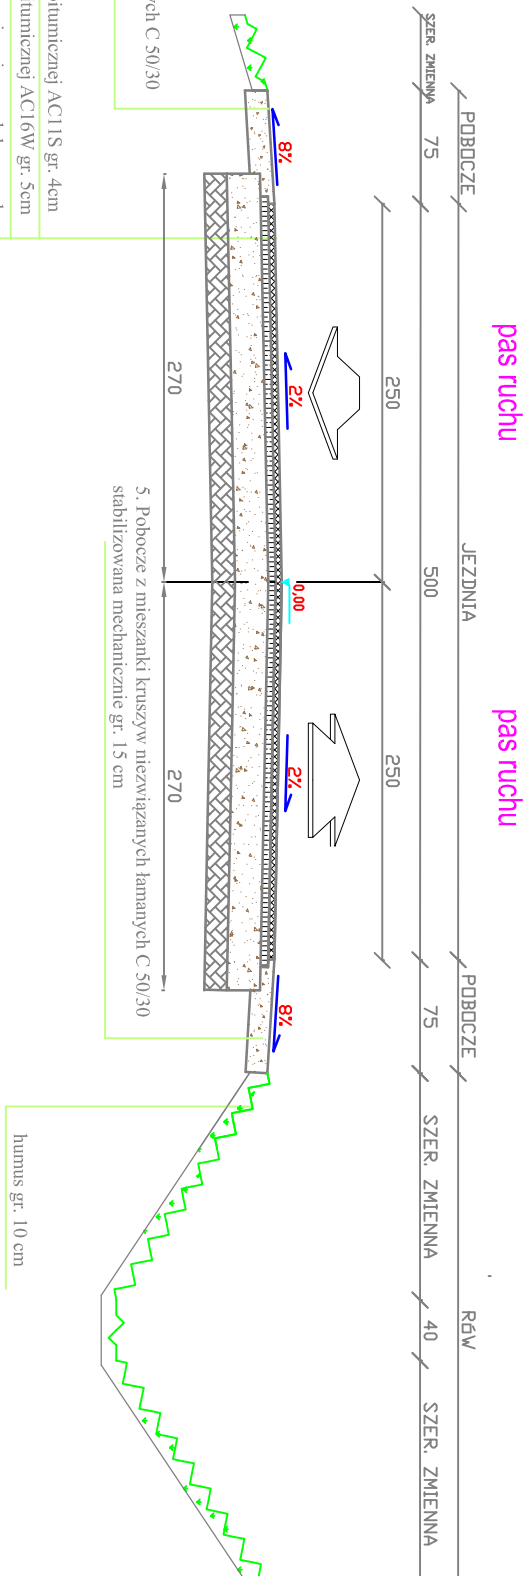 pas ruchu
pas ruchu
POBOCZE
JEZDNIA
POBOCZE
RÓW
SZER. ZMIENNA
75
500
75
SZER. ZMIENNA
40
SZER. ZMIENNA
250
250
8%
2%
0,00
2%
8%
270
270
ych C 50/30
5. Pobocze z mieszanki kruszyw niezwiązanych łamanych C 50/30
stabilizowana mechanicznie gr. 15 cm
bitumicznej AC11S gr. 4cm
itumicznej AC16W gr. 5cm
humus gr. 10 cm